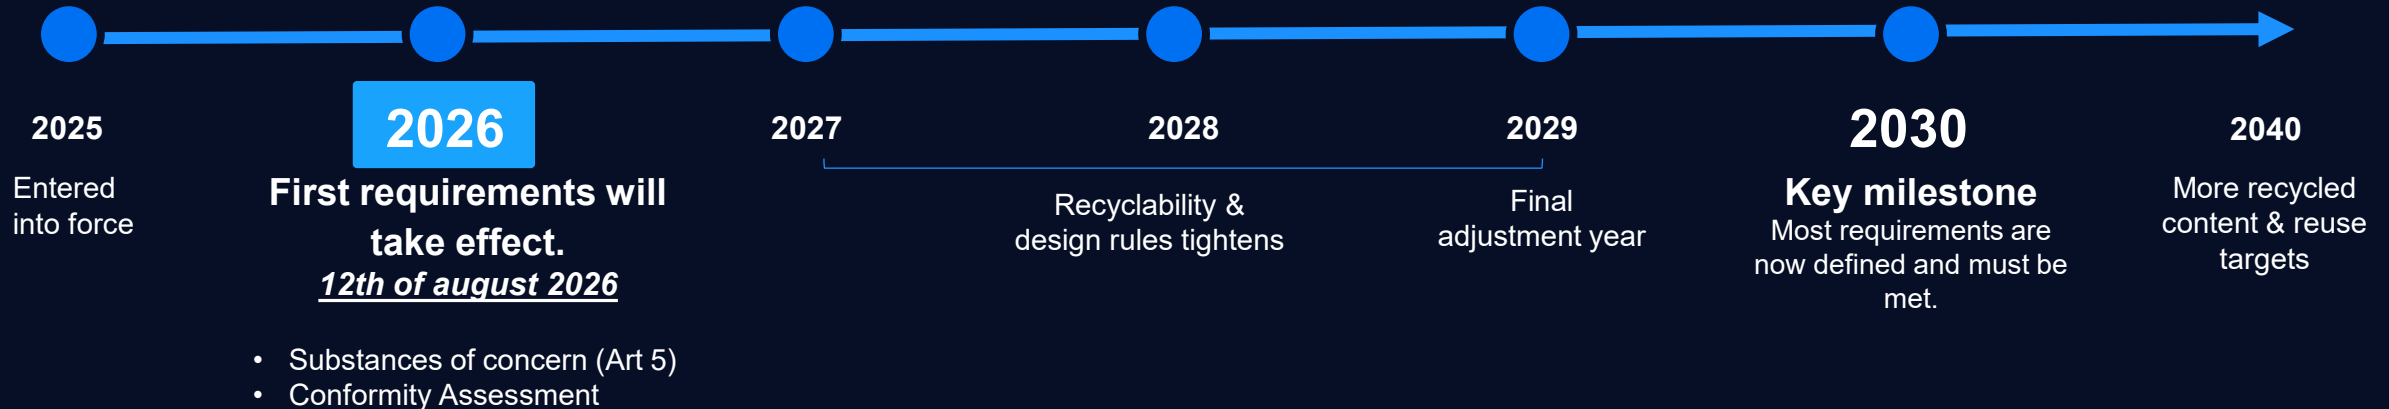 2025
Entered
into force
2026
First requirements will
take effect.
12th of august 2026
• Substances of concern (Art 5)
• Conformity Assessment
2027
2028
Recyclability &
design rules tightens
2029
Final
adjustment year
2030
Key milestone
Most requirements are
now defined and must be
met.
2040
More recycled
content & reuse
targets